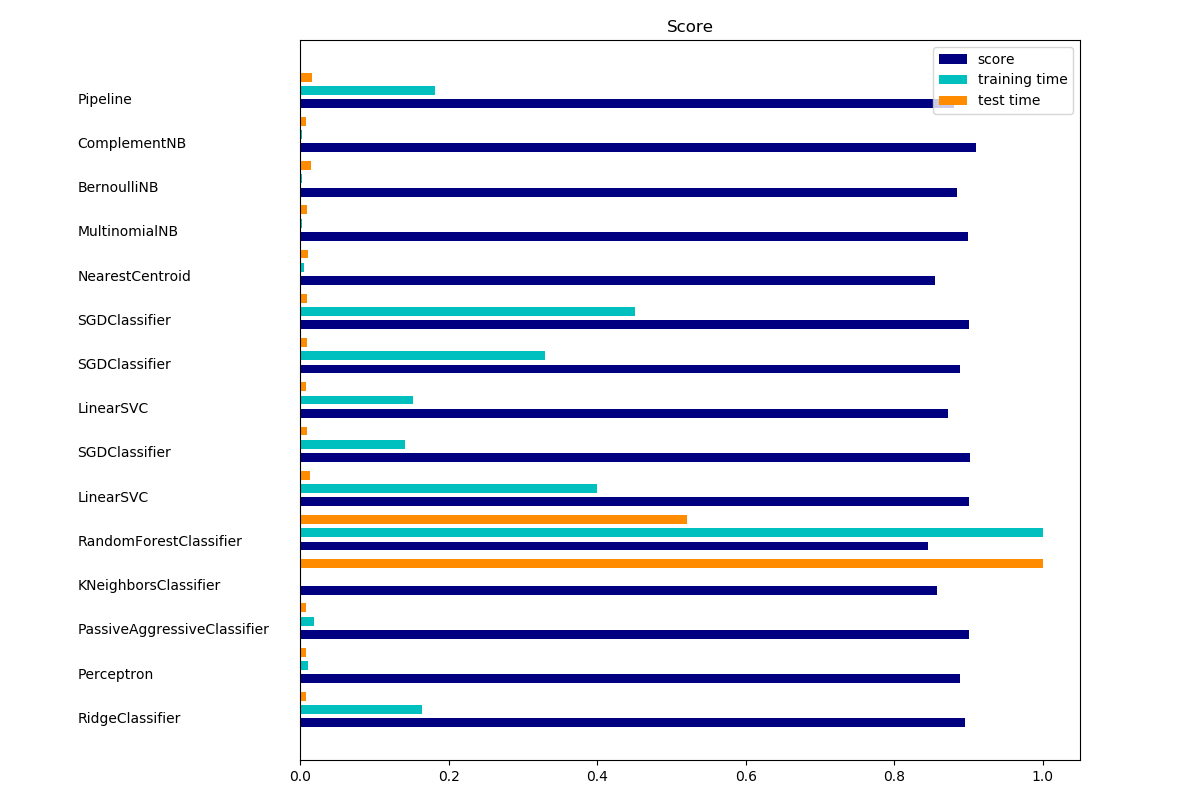 Score
score
training time
test time
Pipeline
ComplementNB
BernoulliNB
MultinomialNB
NearestCentroid
SGDClassifier
SGDClassifier
LinearSVC
SGDClassifier
LinearSVC
RandomForestClassifier
KNeighborsClassifier
PassiveAggressiveClassifier
Perceptron
RidgeClassifier
0.0 0.2 0.4 0.6 0.8 1.0